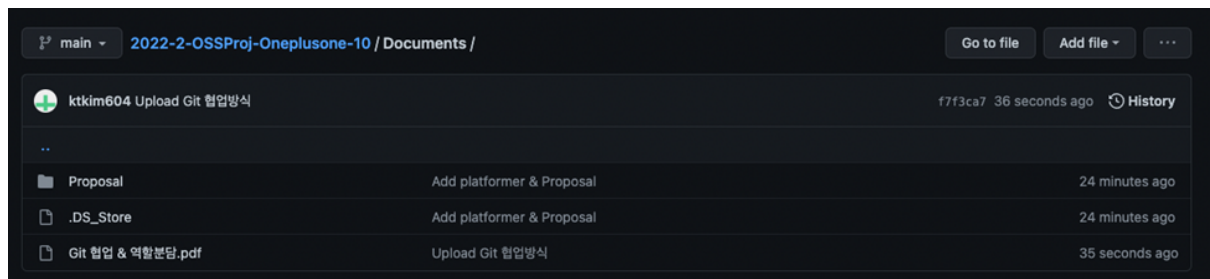 main 2022-2-OSSProj-Oneplusone-10 / Documents / Go to file Add file ...
ktkim604 Upload Git 협업방식 f7f3ca7 36 seconds ago History
..
Proposal Add platformer & Proposal 24 minutes ago
.DS_Store Add platformer & Proposal 24 minutes ago
Git 협업 & 역할분담.pdf Upload Git 협업방식 35 seconds ago